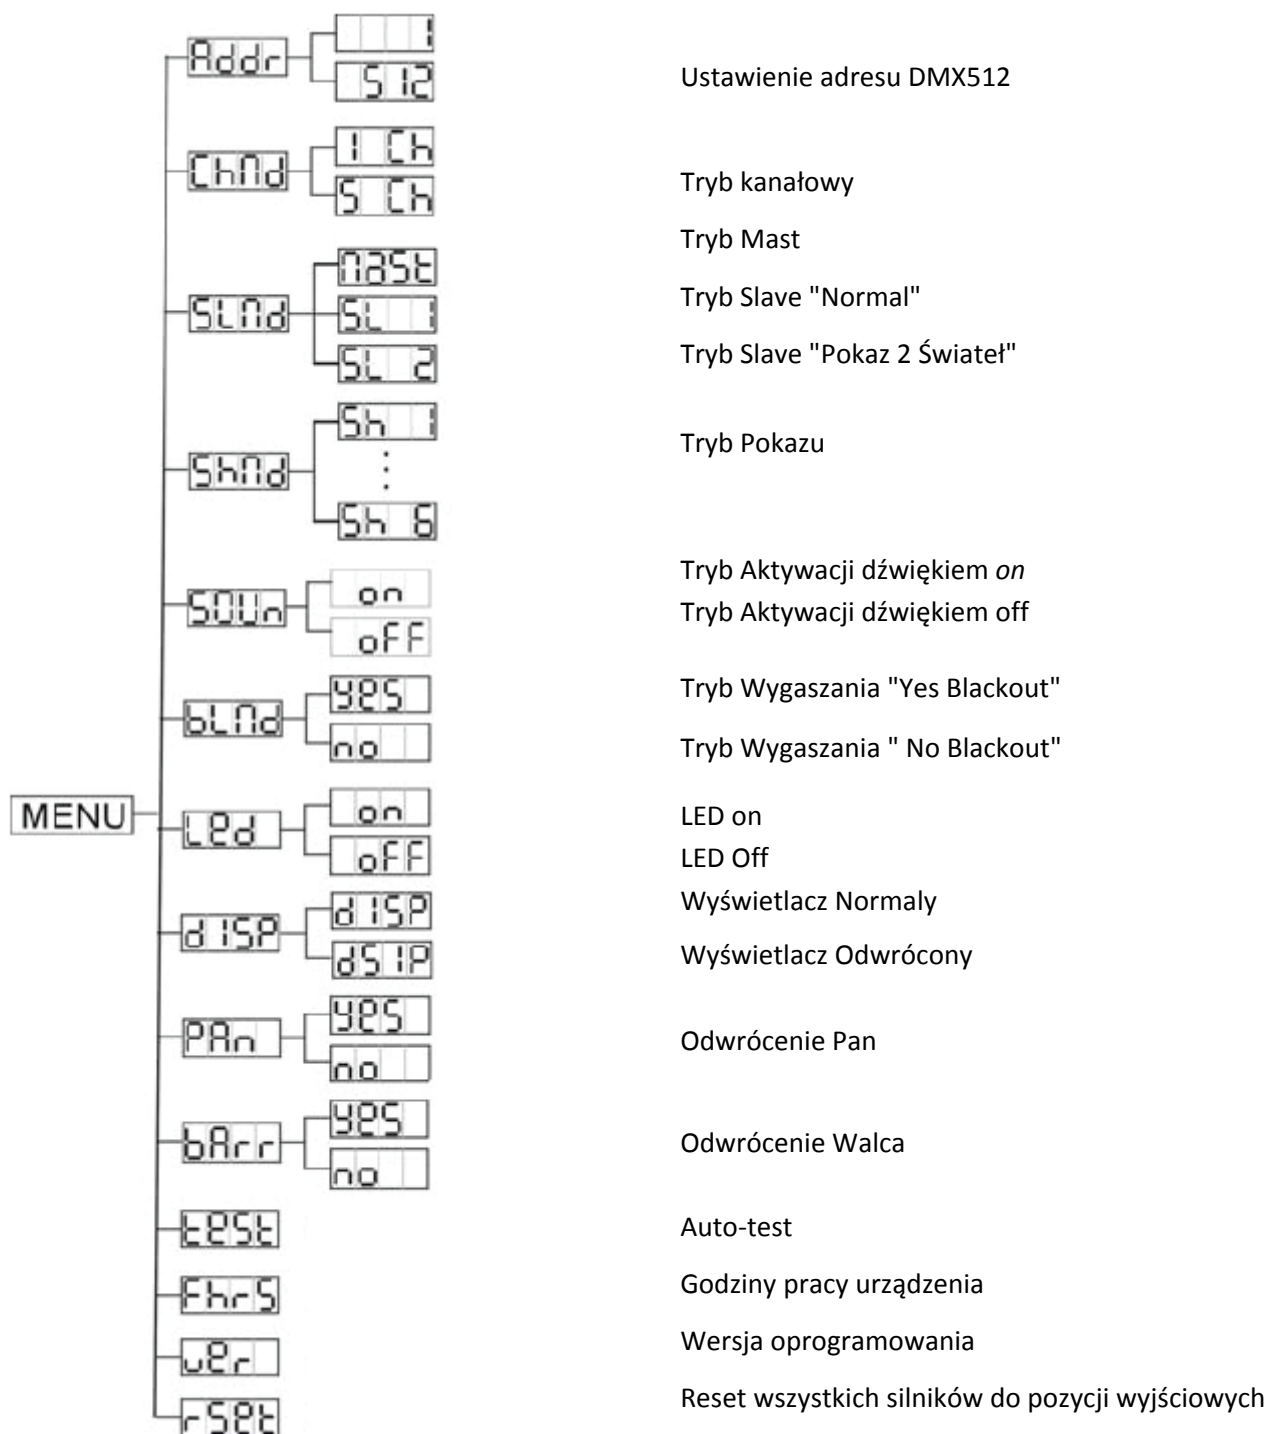 1
Addr
512
Ustawienie adresu DMX512
1 Ch
ChMd
5 Ch
Tryb kanałowy
Tryb Mast
MaSt
Tryb Slave "Normal"
SLMd
SL 1
Tryb Slave "Pokaz 2 Świateł"
SL 2
Sh 1
Tryb Pokazu
ShMd
Sh 6
Tryb Aktywacji dźwiękiem on
on
SOUn
Tryb Aktywacji dźwiękiem off
oFF
Tryb Wygaszania "Yes Blackout"
yeS
bLMd
no
Tryb Wygaszania " No Blackout"
MENU
on
LED on
Led
oFF
LED Off
Wyświetlacz Normaly
dISP
dISP
dSIP
Wyświetlacz Odwrócony
yeS
PAn
Odwrócenie Pan
no
yeS
bArr
Odwrócenie Walca
no
teSt
Auto-test
FhrS
Godziny pracy urządzenia
ver
Wersja oprogramowania
rSet
Reset wszystkich silników do pozycji wyjściowych